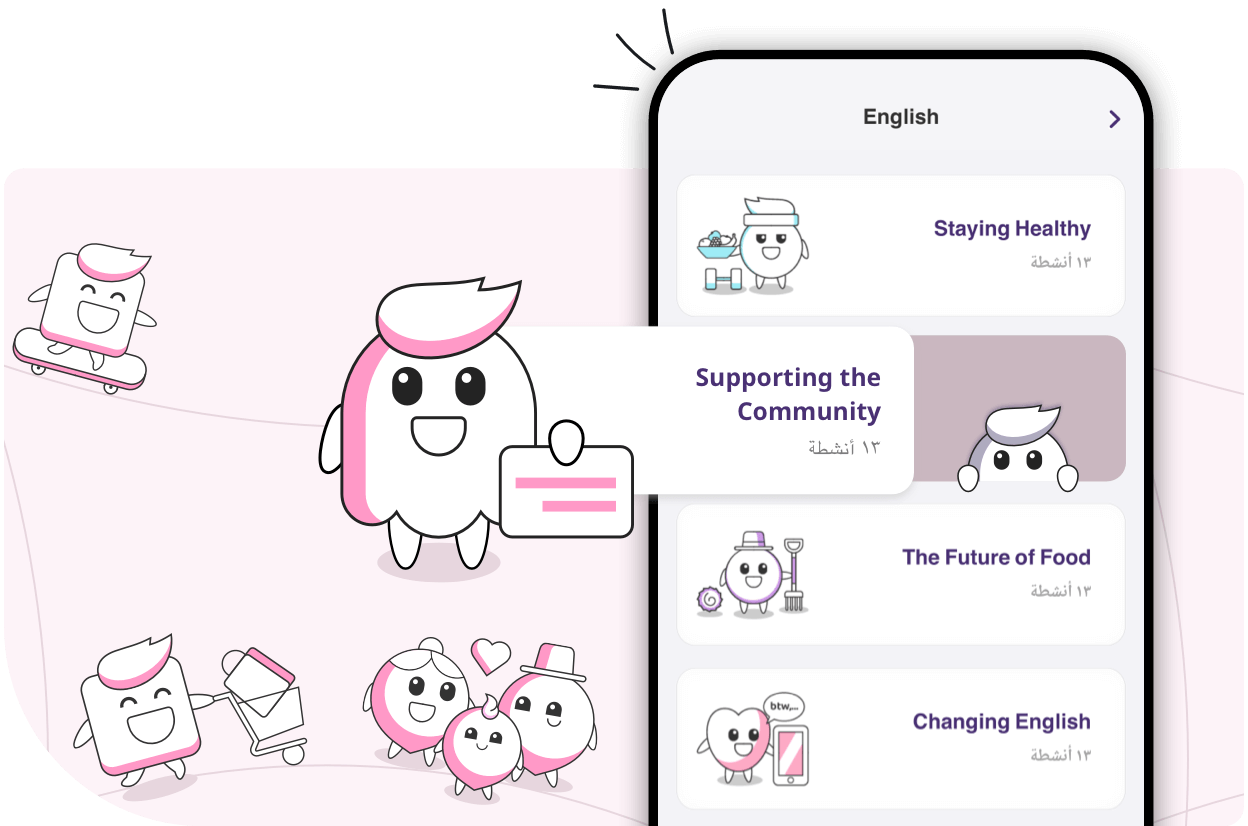 English
Staying Healthy
١٣ أنشطة
Supporting the
Community
١٣ أنشطة
The Future of Food
١٣ أنشطة
btw,...
Changing English
١٣ أنشطة